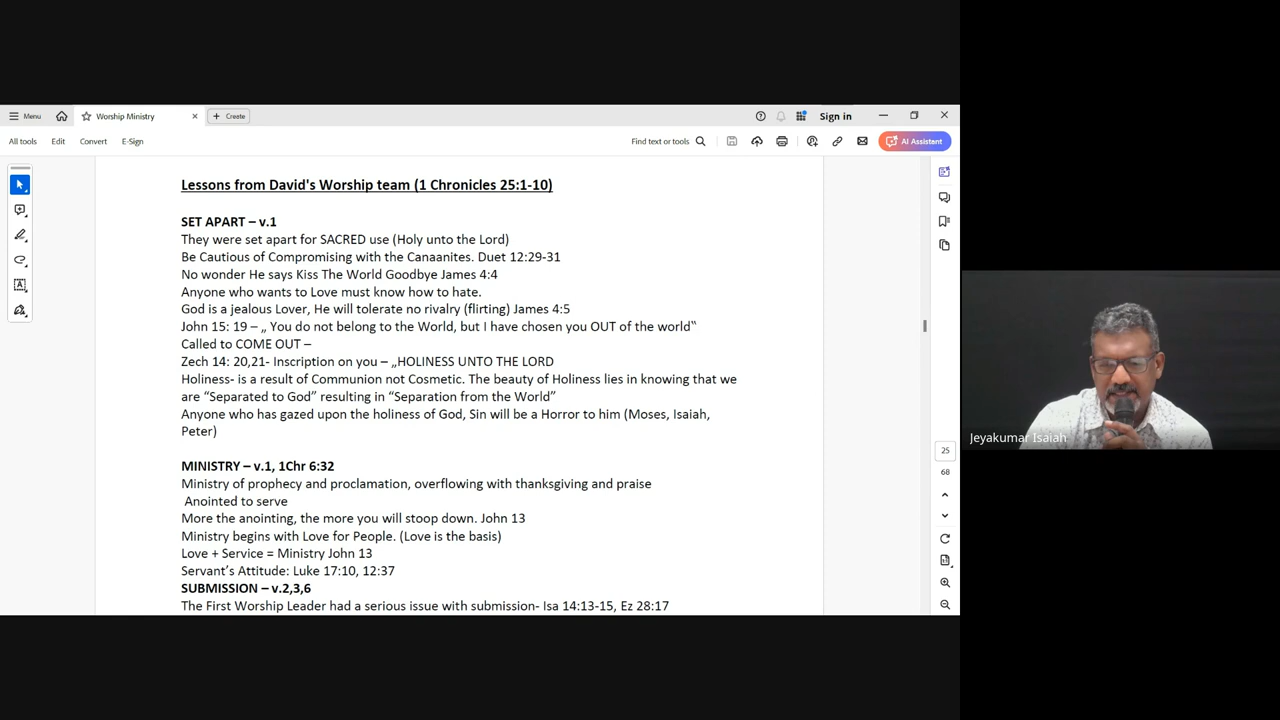 Menu
Worship Ministry
Create
Sign in
All tools
Edit
Convert
E-Sign
Find text or tools
AI Assistant
Lessons from David's Worship team (1 Chronicles 25:1-10)
SET APART – v.1
They were set apart for SACRED use (Holy unto the Lord)
Be Cautious of Compromising with the Canaanites. Duet 12:29-31
No wonder He says Kiss The World Goodbye James 4:4
Anyone who wants to Love must know how to hate.
God is a jealous Lover, He will tolerate no rivalry (flirting) James 4:5
John 15: 19 – „ You do not belong to the World, but I have chosen you OUT of the world‟
Called to COME OUT –
Zech 14: 20,21- Inscription on you – „HOLINESS UNTO THE LORD
Holiness- is a result of Communion not Cosmetic. The beauty of Holiness lies in knowing that we
are “Separated to God” resulting in “Separation from the World”
Anyone who has gazed upon the holiness of God, Sin will be a Horror to him (Moses, Isaiah,
Peter)
MINISTRY – v.1, 1Chr 6:32
Ministry of prophecy and proclamation, overflowing with thanksgiving and praise
Anointed to serve
More the anointing, the more you will stoop down. John 13
Ministry begins with Love for People. (Love is the basis)
Love + Service = Ministry John 13
Servant’s Attitude: Luke 17:10, 12:37
SUBMISSION – v.2,3,6
The First Worship Leader had a serious issue with submission- Isa 14:13-15, Ez 28:17
25
68
Jeyakumar Isaiah